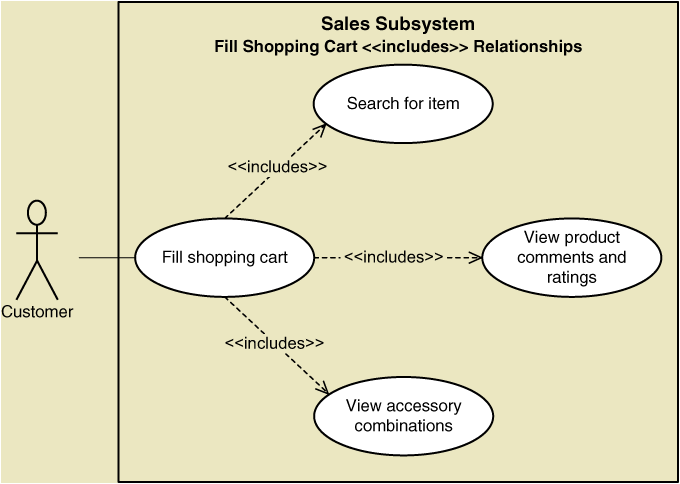 Sales Subsystem
Fill Shopping Cart <<includes>> Relationships
Search for item
<<includes>>
Customer
Fill shopping cart
<<includes>>
View product
comments and
ratings
<<includes>>
View accessory
combinations